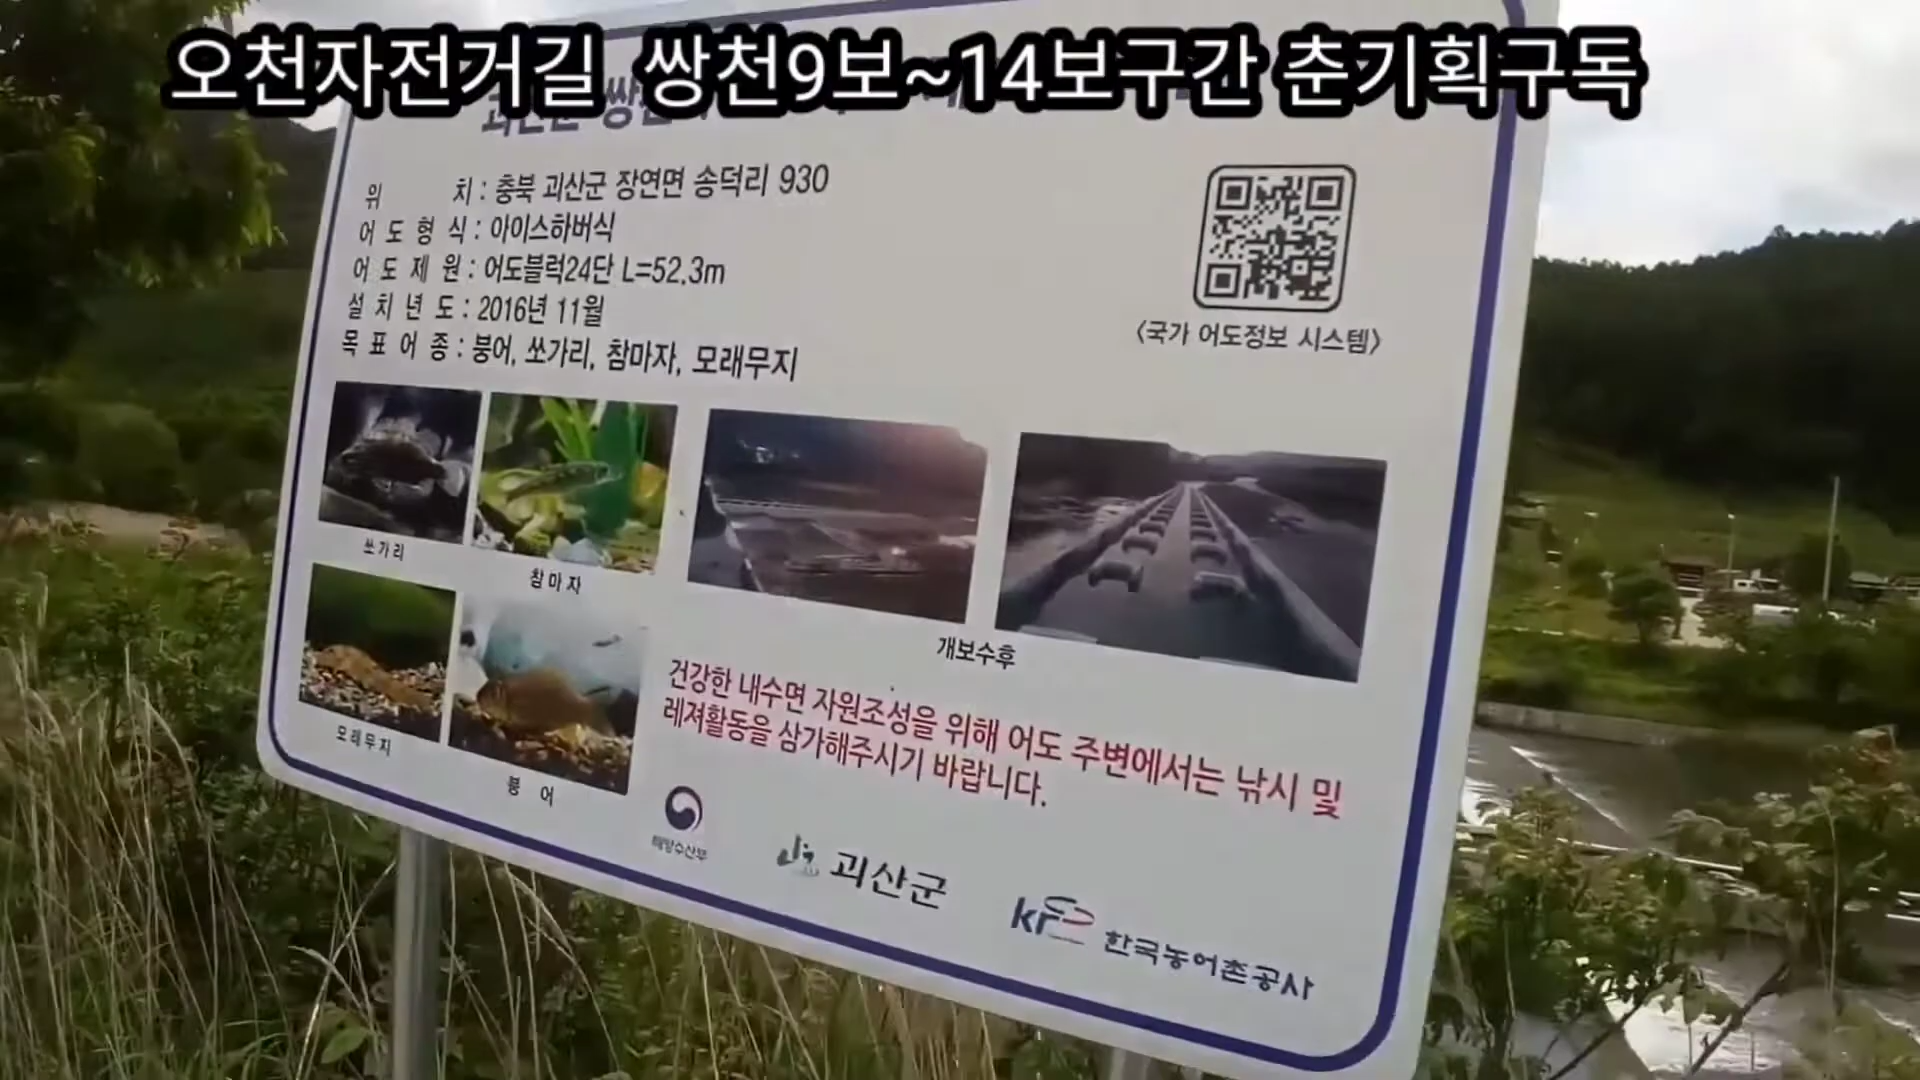 오천자전거길 쌍천9보~14보구간 춘기획구독
위 치 : 충북 괴산군 장연면 송덕리 930
어 도 형 식 : 아이스하버식
어 도 제 원 : 어도블럭24단 L=52.3m
설 치 년 도 : 2016년 11월
목 표 어 종 : 붕어, 쏘가리, 참마자, 모래무지
〈국가 어도정보 시스템〉
쏘가리
참마자
모래무지
붕 어
개보수후
건강한 내수면 자원조성을 위해 어도 주변에서는 낚시 및
레져활동을 삼가해주시기 바랍니다.
해양수산부
괴산군
한국농어촌공사